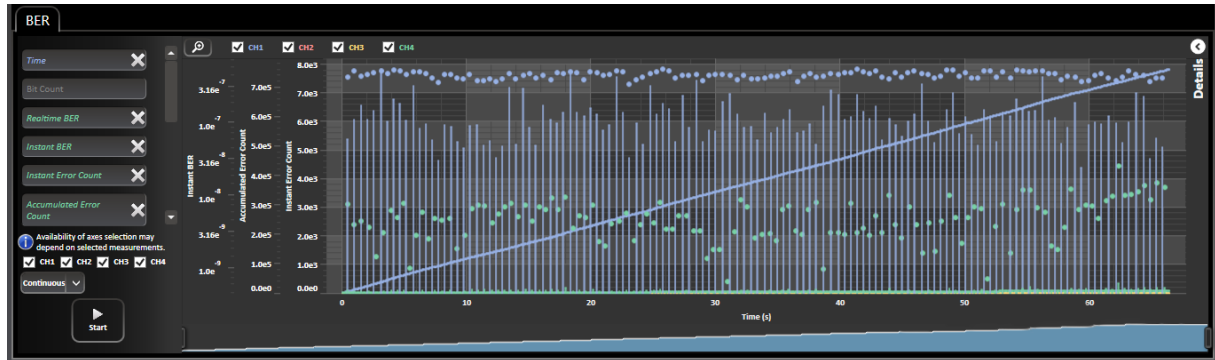 BER
Time
Bit Count
Realtime BER
Instant BER
Instant Error Count
Accumulated Error
Count
Availability of axes selection may
depend on selected measurements.
CH1 CH2 CH3 CH4
Continuous
Start
CH1 CH2 CH3 CH4
Instant BER
3.16e-7
1.0e-7
3.16e-8
1.0e-8
3.16e-9
1.0e-9
Accumulated Error Count
7.0e5
6.0e5
5.0e5
4.0e5
3.0e5
2.0e5
1.0e5
0.0e0
Instant Error Count
8.0e3
7.0e3
6.0e3
5.0e3
4.0e3
3.0e3
2.0e3
1.0e3
0.0e0
0 10 20 30 40 50 60
Time (s)
Details